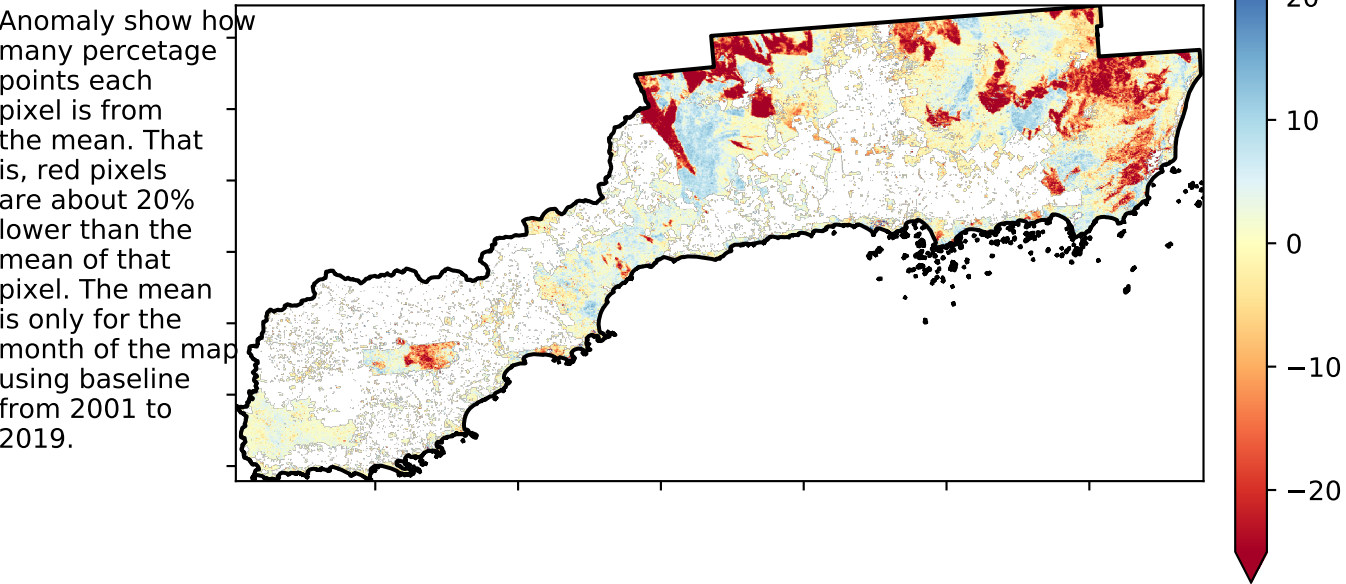 Anomaly show how
many percetage
points each
pixel is from
the mean. That
is, red pixels
are about 20%
lower than the
mean of that
pixel. The mean
is only for the
month of the map
using baseline
from 2001 to
2019.
20
10
0
−10
−20